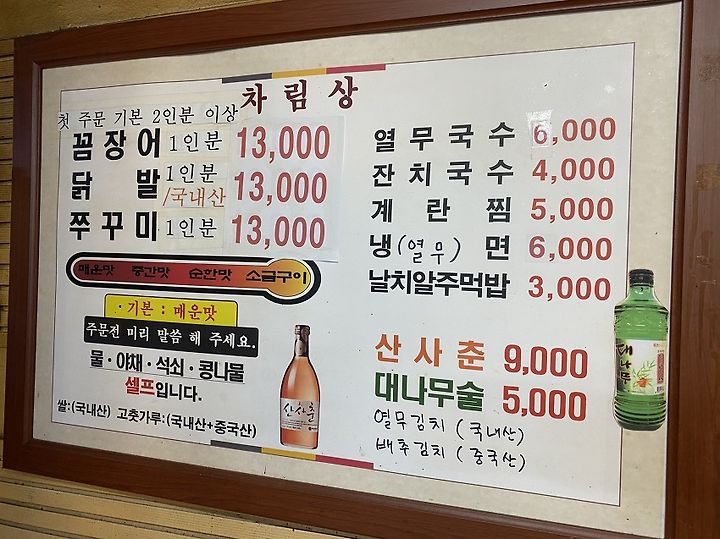 차림상
첫 주문 기본 2인분 이상
꼼장어 1인분 13,000
닭발 1인분 /국내산 13,000
쭈꾸미 1인분 13,000
매운맛 중간맛 순한맛 소금구이
·기본 : 매운맛
주문전 미리 말씀 해 주세요.
물·야채·석쇠·콩나물
셀프입니다.
쌀:(국내산) 고춧가루:(국내산+중국산)
산사춘
열무국수 6,000
잔치국수 4,000
계란찜 5,000
냉(열무)면 6,000
날치알주먹밥 3,000
산사춘 9,000
대나무술 5,000
열무김치 (국내산)
배추김치 (중국산)
대나무